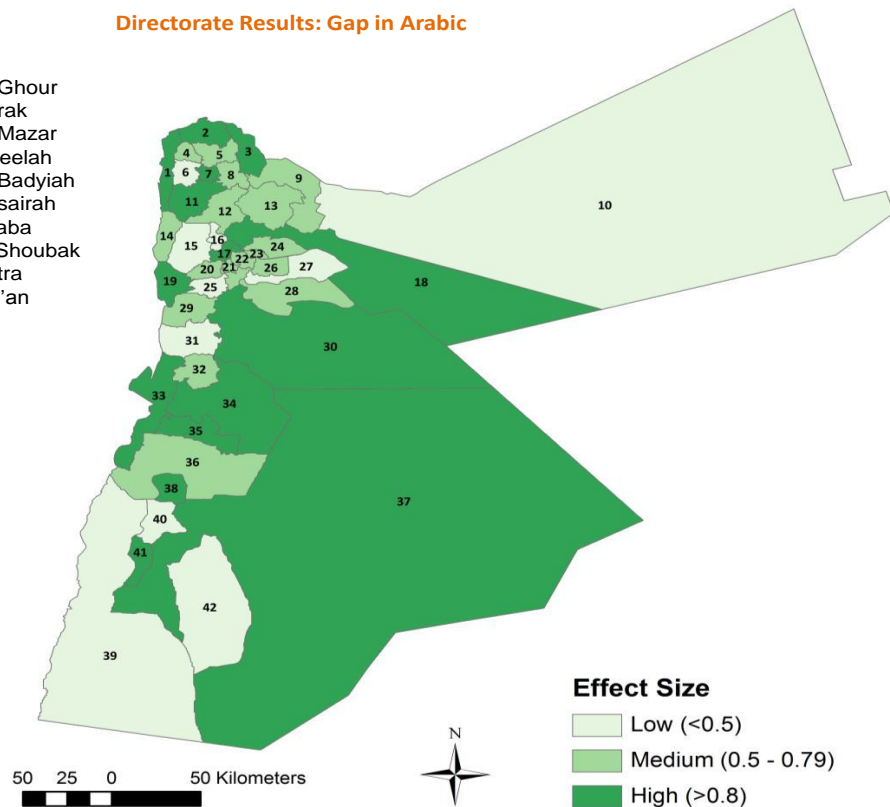 Directorate Results: Gap in Arabic
Ghour
rak
Mazar
eelah
Badyiah
sairah
aba
Shoubak
tra
'an
2
3
4
5
1
6
7
8
9
10
11
12
13
14
15
16
17
22
23
24
20
21
26
27
18
19
25
28
29
30
31
32
33
34
35
36
38
37
40
41
42
39
Effect Size
Low (<0.5)
Medium (0.5 - 0.79)
High (>0.8)
N
50 25 0 50 Kilometers